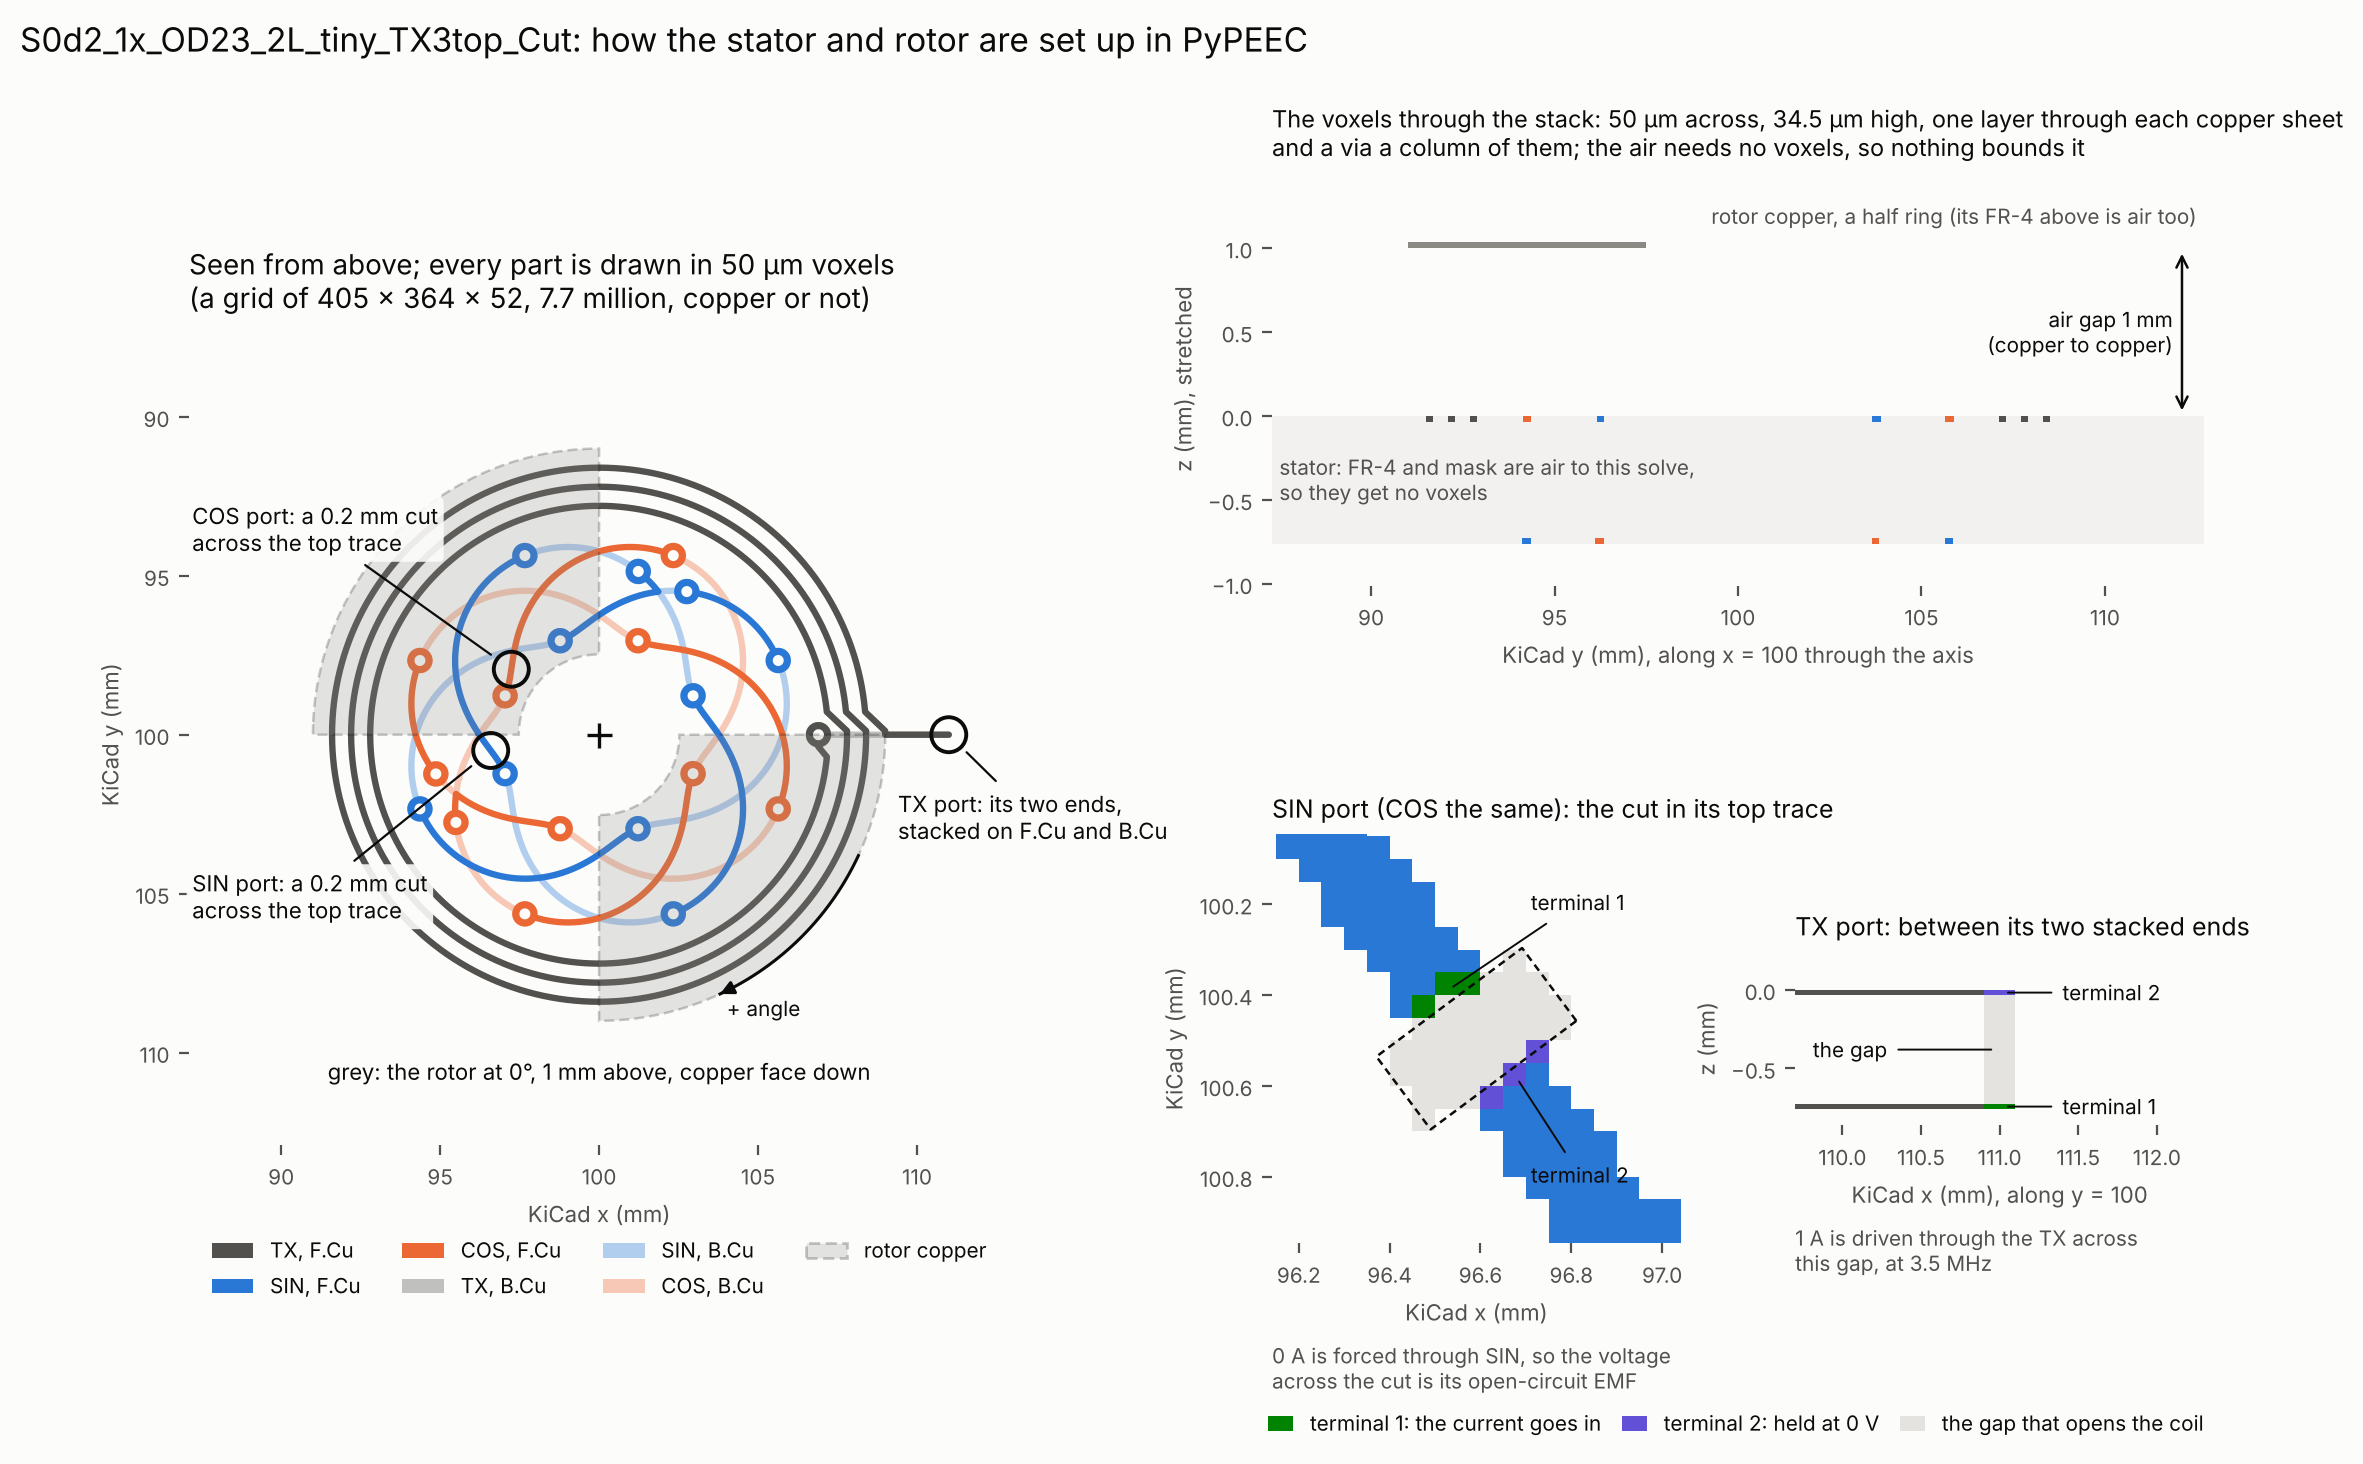 S0d2_1x_OD23_2L_tiny_TX3top_Cut: how the stator and rotor are set up in PyPEEC
Seen from above; every part is drawn in 50 µm voxels
(a grid of 405 × 364 × 52, 7.7 million, copper or not)
90
95
100
105
110
KiCad y (mm)
COS port: a 0.2 mm cut
across the top trace
SIN port: a 0.2 mm cut
across the top trace
TX port: its two ends,
stacked on F.Cu and B.Cu
+ angle
grey: the rotor at 0°, 1 mm above, copper face down
90
95
100
105
110
KiCad x (mm)
TX, F.Cu
COS, F.Cu
SIN, B.Cu
rotor copper
SIN, F.Cu
TX, B.Cu
COS, B.Cu
The voxels through the stack: 50 µm across, 34.5 µm high, one layer through each copper sheet
and a via a column of them; the air needs no voxels, so nothing bounds it
rotor copper, a half ring (its FR-4 above is air too)
1.0
0.5
0.0
−0.5
−1.0
z (mm), stretched
air gap 1 mm
(copper to copper)
stator: FR-4 and mask are air to this solve,
so they get no voxels
90
95
100
105
110
KiCad y (mm), along x = 100 through the axis
SIN port (COS the same): the cut in its top trace
100.2
100.4
100.6
100.8
KiCad y (mm)
terminal 1
terminal 2
96.2
96.4
96.6
96.8
97.0
KiCad x (mm)
0 A is forced through SIN, so the voltage
across the cut is its open-circuit EMF
TX port: between its two stacked ends
0.0
−0.5
z (mm)
terminal 2
the gap
terminal 1
110.0
110.5
111.0
111.5
112.0
KiCad x (mm), along y = 100
1 A is driven through the TX across
this gap, at 3.5 MHz
terminal 1: the current goes in
terminal 2: held at 0 V
the gap that opens the coil